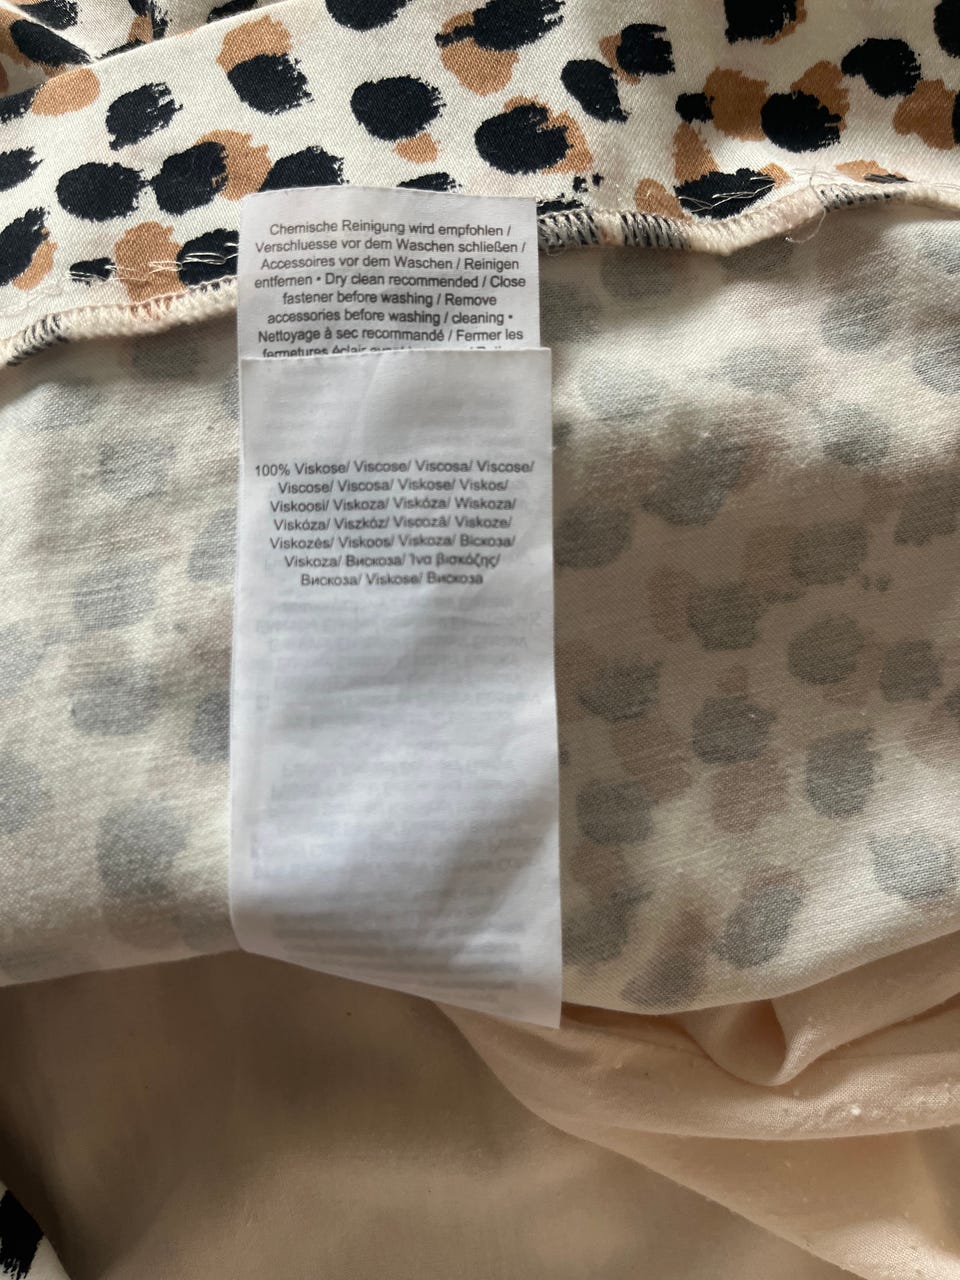 Chemische Reinigung wird empfohlen /
Verschluesse vor dem Waschen schließen /
Accessoires vor dem Waschen / Reinigen
entfernen • Dry clean recommended / Close
fastener before washing / Remove
accessories before washing / cleaning •
Nettoyage à sec recommandé / Fermer les
fermetures éclair
100% Viskose/ Viscose/ Viscosa/ Viscose/
Viscose/ Viscosa/ Viskose/ Viskos/
Viskoosi/ Viskoza/ Viskóza/ Wiskoza/
Viskóza/ Viszkóz/ Viscoză/ Viskoze/
Viskozės/ Viskoos/ Viskoza/ Віскоза/
Viskoza/ Вискоза/ Ίνα βισκόζης/
Вискоза/ Viskose/ Вискоза